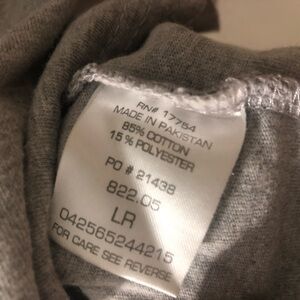 RN# 17754
MADE IN PAKISTAN
85% COTTON
15% POLYESTER
PO # 21438
822.05
LR
042565244215
FOR CARE SEE REVERSE